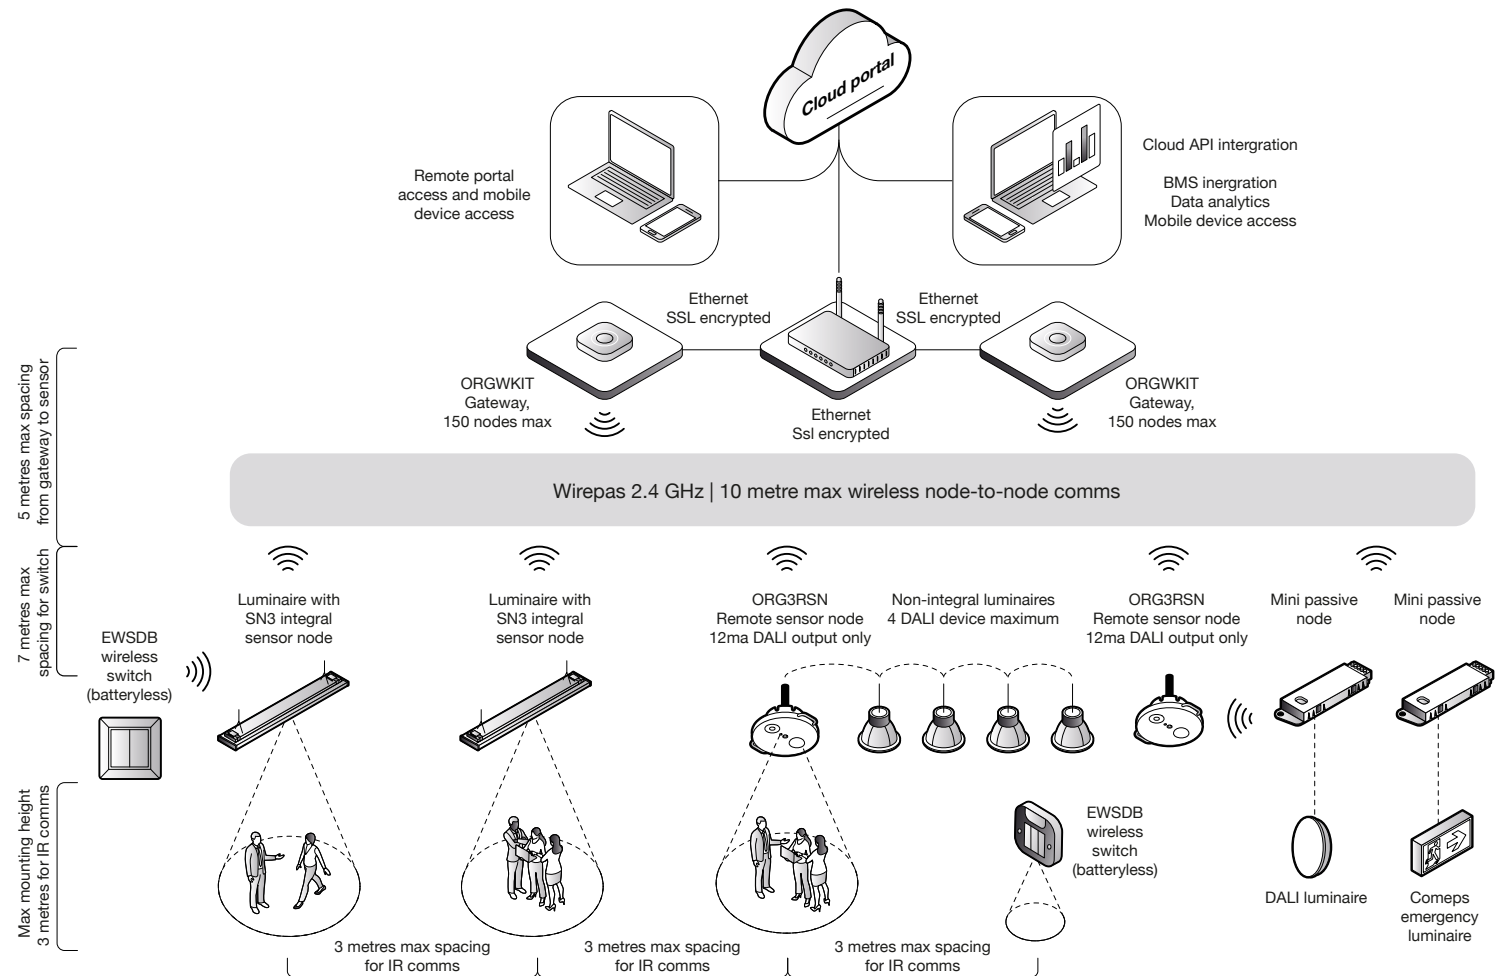 Cloud portal
Remote portal
access and mobile
device access
Cloud API intergration
BMS inergration
Data analytics
Mobile device access
Ethernet
SSL encrypted
Ethernet
SSL encrypted
ORGWKIT
Gateway,
150 nodes max
Ethernet
Ssl encrypted
ORGWKIT
Gateway,
150 nodes max
5 metres max spacing
from gateway to sensor
Wirepas 2.4 GHz | 10 metre max wireless node-to-node comms
7 metres max
spacing for switch
EWSDB
wireless
switch
(batteryless)
Luminaire with
SN3 integral
sensor node
Luminaire with
SN3 integral
sensor node
ORG3RSN
Remote sensor node
12ma DALI output only
Non-integral luminaires
4 DALI device maximum
ORG3RSN
Remote sensor node
12ma DALI output only
Mini passive
node
Mini passive
node
Max mounting height
3 metres for IR comms
EWSDB
wireless
switch
(batteryless)
DALI luminaire
Comeps
emergency
luminaire
3 metres max spacing
for IR comms
3 metres max spacing
for IR comms
3 metres max spacing
for IR comms